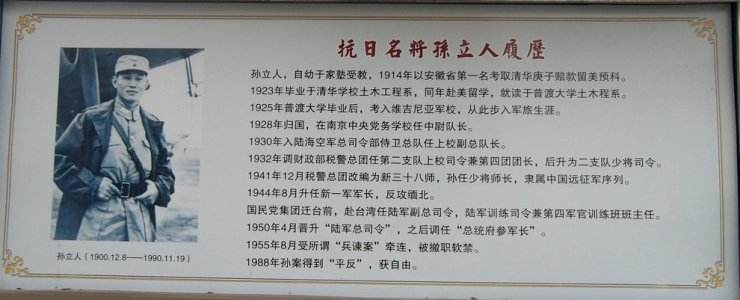 抗日名将孫立人履歷
孙立人，自幼于家塾受教，1914年以安徽省第一名考取清华庚子赔款留美预科。
1923年毕业于清华学校土木工程系，同年赴美留学，就读于普渡大学土木程系。
1925年普渡大学毕业后，考入维吉尼亚军校，从此步入军旅生涯。
1928年归国，在南京中央党务学校任中尉队长。
1930年入陆海空军总司令部侍卫总队任上校副总队长。
1932年调财政部税警总团任第二支队上校司令兼第四团团长，后升为二支队少将司令。
1941年12月税警总团改编为新三十八师，孙任少将师长，隶属中国远征军序列。
1944年8月升任新一军军长，反攻缅北。
国民党集团迁台前，赴台湾任陆军副总司令，陆军训练司令兼第四军官训练班班主任。
1950年4月晋升“陆军总司令”，之后调任“总统府参军长”。
1955年8月受所谓“兵谏案”牵连，被撤职软禁。
1988年孙案得到“平反”，获自由。
孙立人（1900.12.8——1990.11.19）